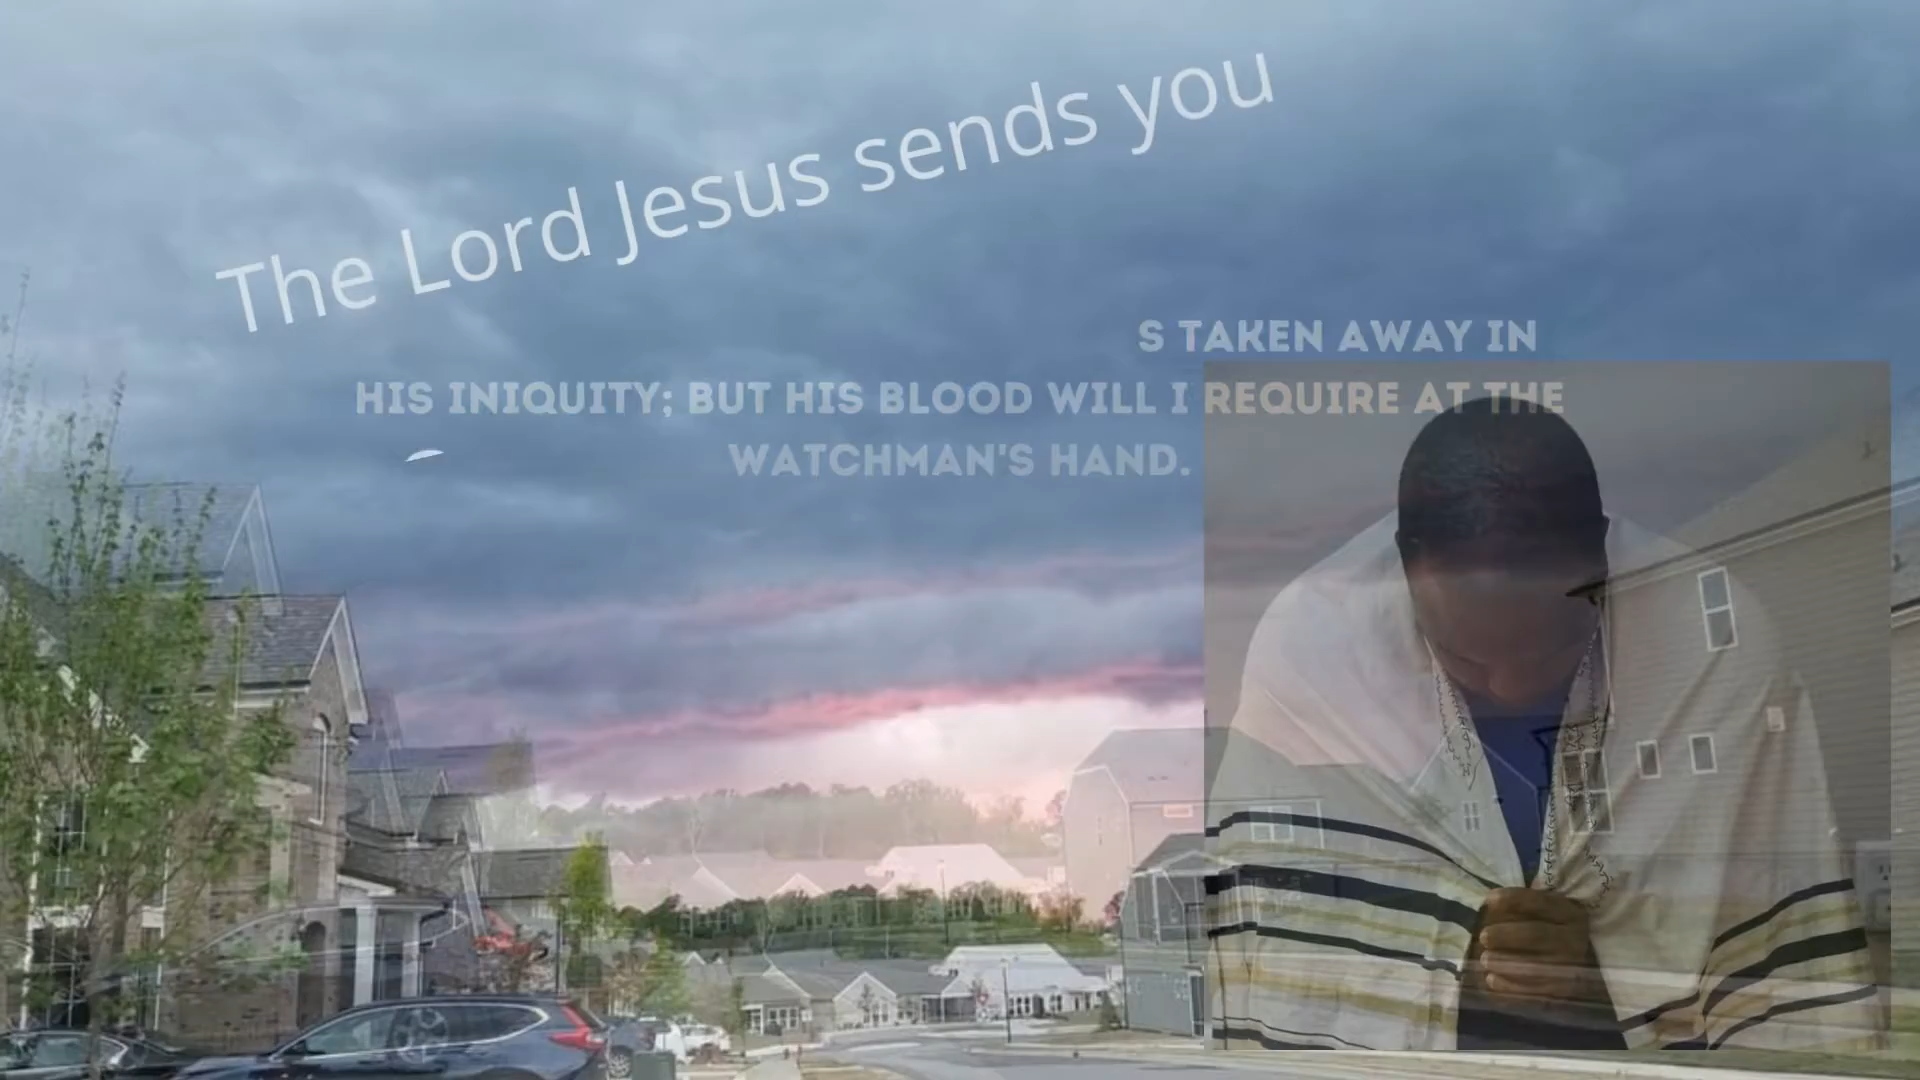 The Lord Jesus sends you
S TAKEN AWAY IN
HIS INIQUITY; BUT HIS BLOOD WILL I REQUIRE AT THE
WATCHMAN'S HAND.